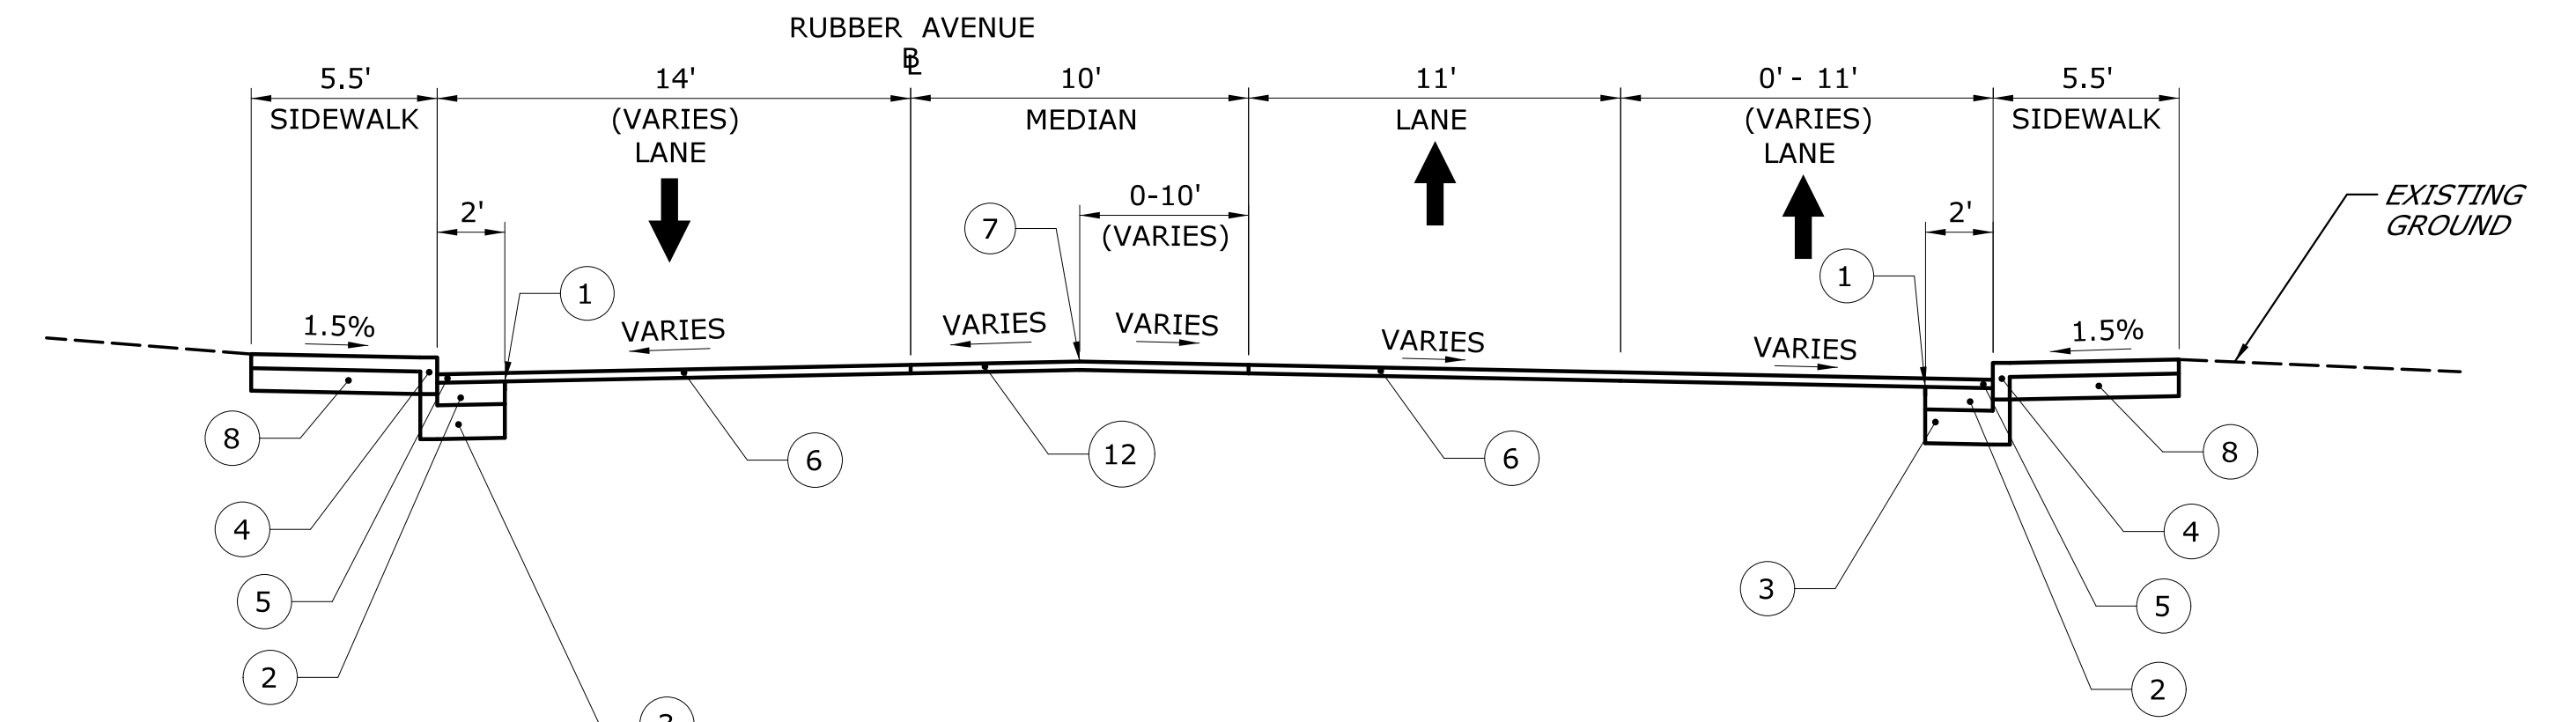 RUBBER AVENUE
BL
5.5'
14'
10'
11'
0' - 11'
5.5'
SIDEWALK
(VARIES)
LANE
MEDIAN
LANE
(VARIES)
LANE
SIDEWALK
2'
0-10'
(VARIES)
2'
EXISTING
GROUND
7
1
1
1.5%
VARIES
VARIES
VARIES
VARIES
VARIES
1.5%
8
6
12
6
8
4
4
5
3
5
2
2
3